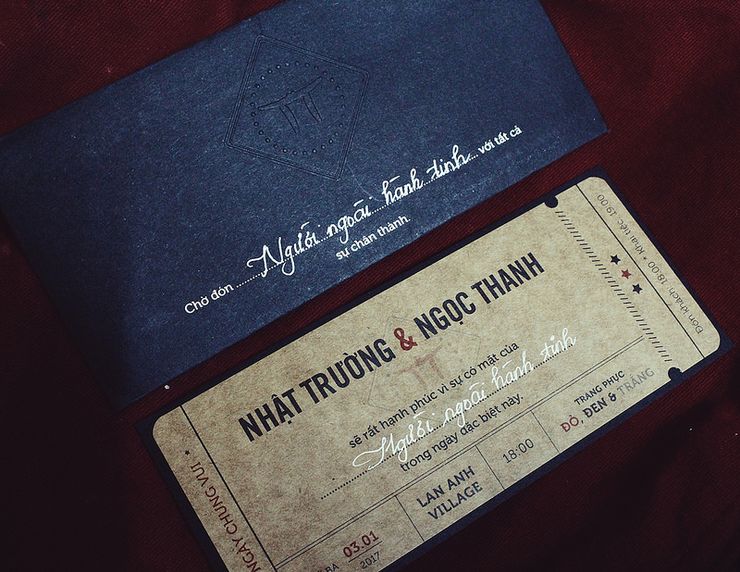 Chờ đón Người ngoài hành tinh với tất cả
sự chân thành.
NHẬT TRƯỜNG & NGỌC THANH
sẽ rất hạnh phúc vì sự có mặt của
Người ngoài hành tinh
trong ngày đặc biệt này.
NGÀY CHUNG VUI
03.01
2017
LAN ANH
VILLAGE
18:00
TRANG PHỤC
ĐỎ, ĐEN & TRẮNG
Đón khách 18:00 * Khai tiệc 19:00